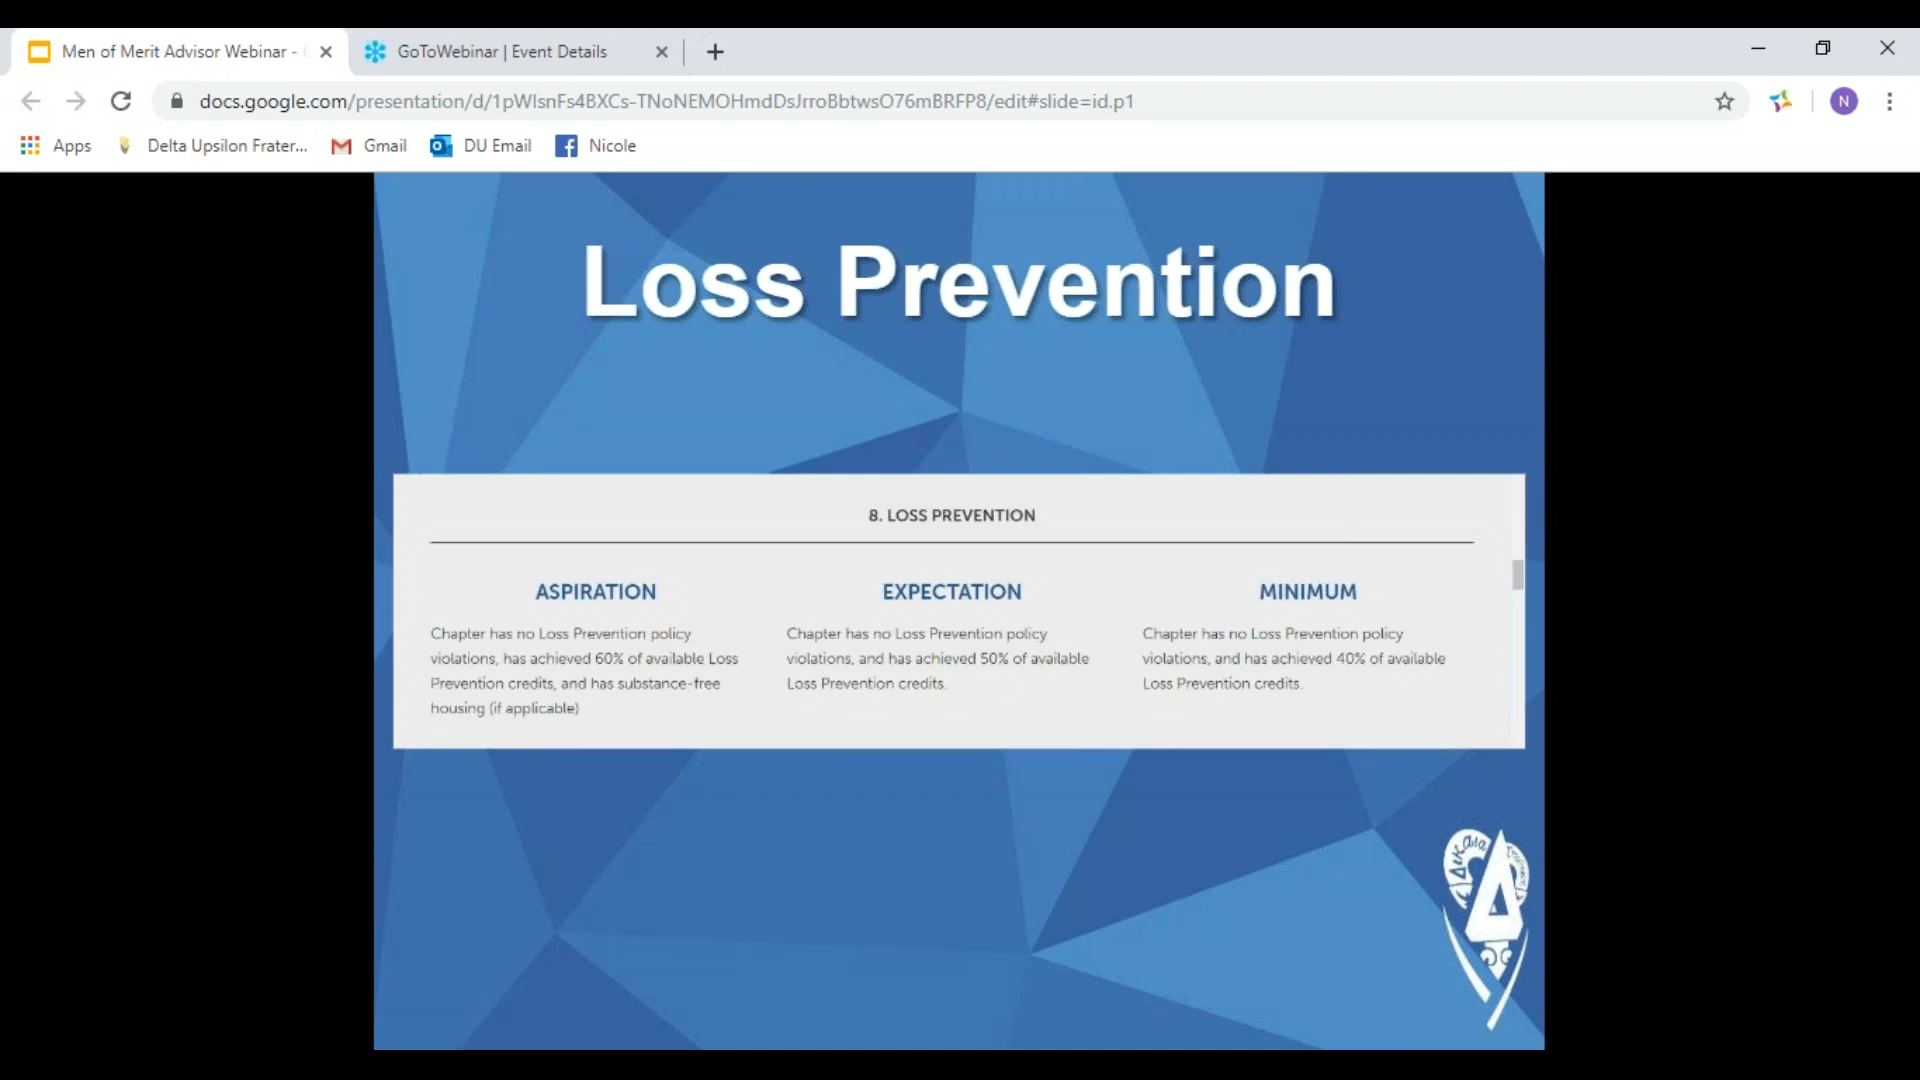 Men of Merit Advisor Webinar -
GoToWebinar | Event Details
docs.google.com/presentation/d/1pWlsnFs4BXCs-TNoNEMOHmdDsJrroBbtwsO76mBRFP8/edit#slide=id.p1
N
Apps
Delta Upsilon Frater...
Gmail
DU Email
Nicole
Loss Prevention
8. LOSS PREVENTION
ASPIRATION
Chapter has no Loss Prevention policy
violations, has achieved 60% of available Loss
Prevention credits, and has substance-free
housing (if applicable)
EXPECTATION
Chapter has no Loss Prevention policy
violations, and has achieved 50% of available
Loss Prevention credits.
MINIMUM
Chapter has no Loss Prevention policy
violations, and has achieved 40% of available
Loss Prevention credits.